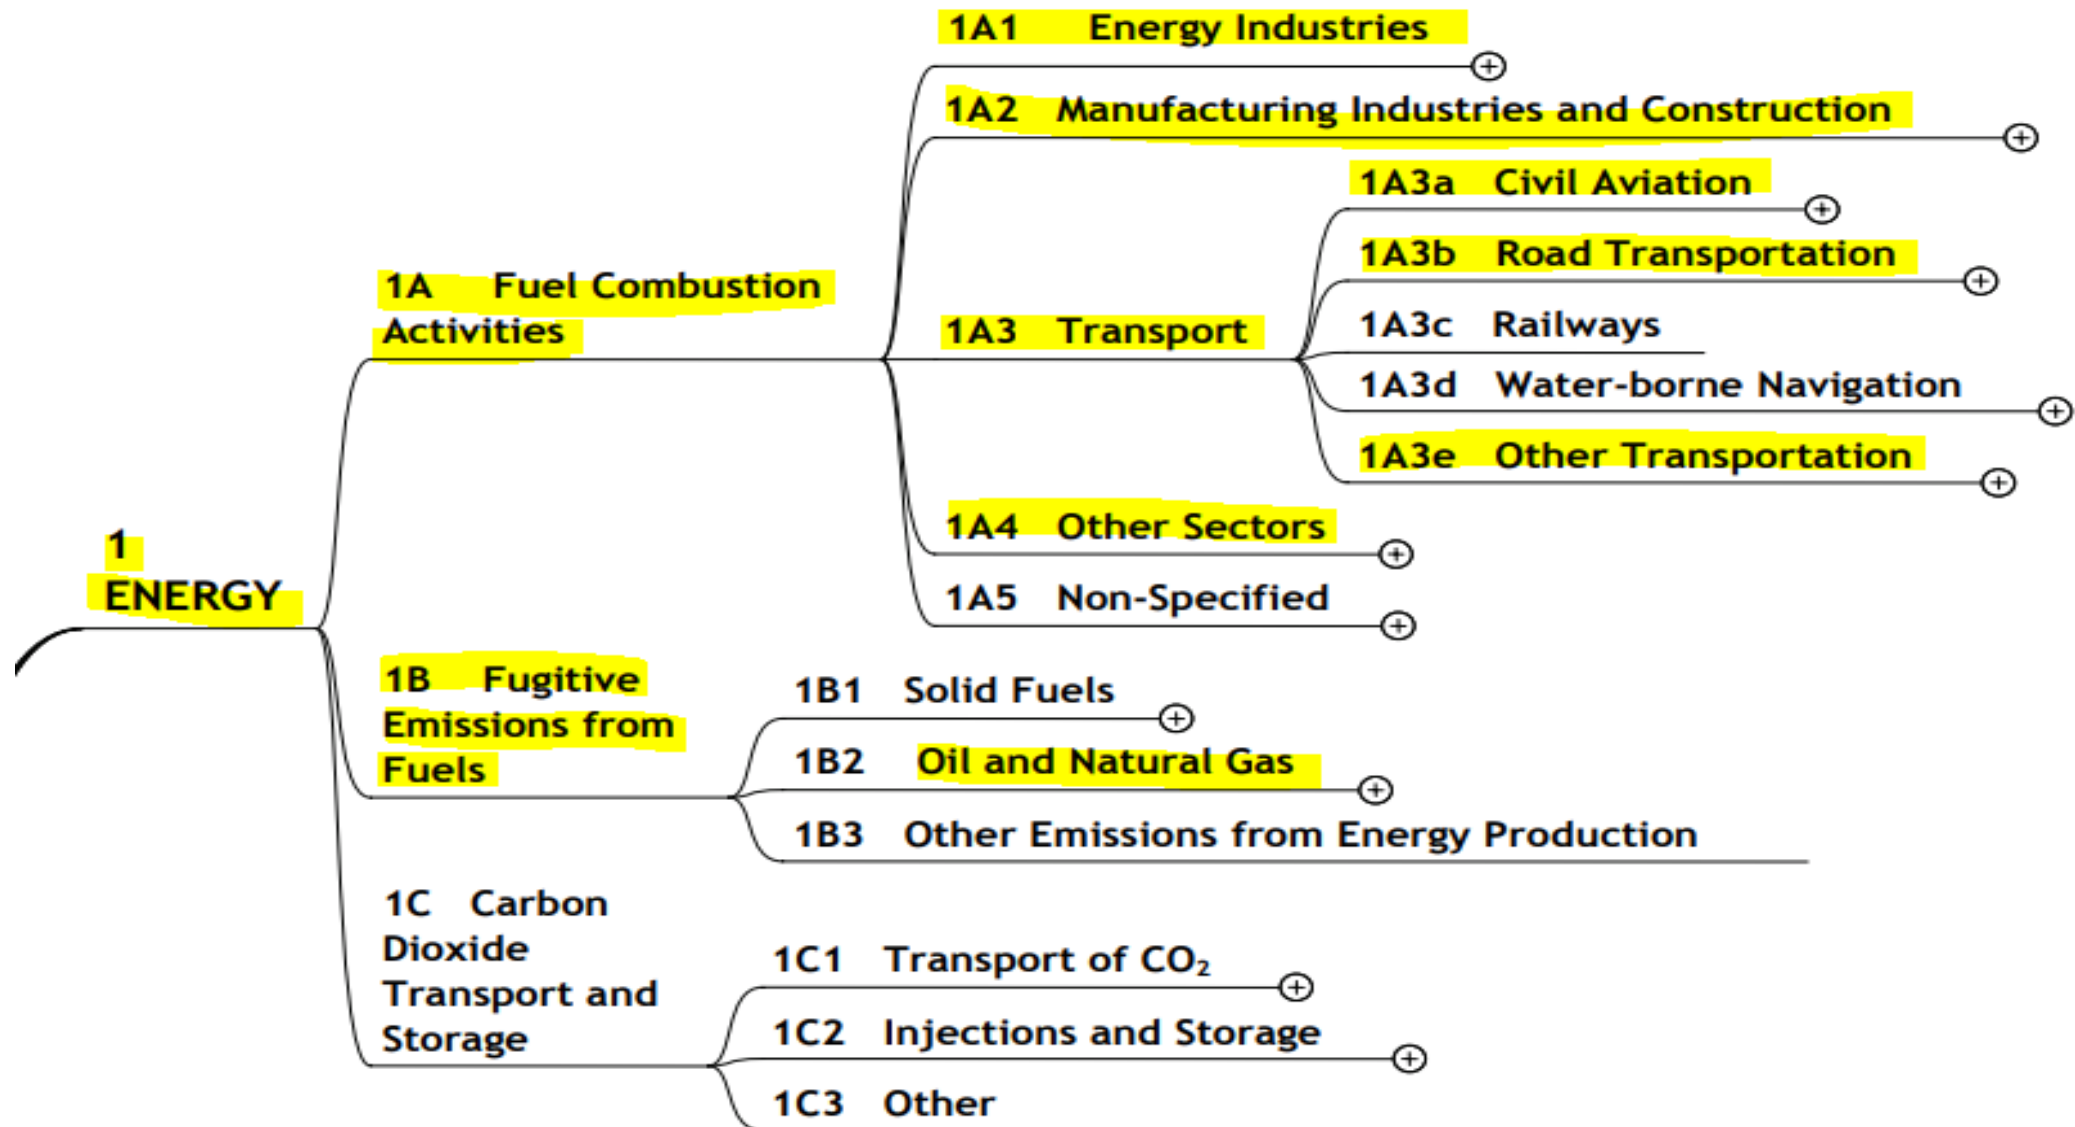 1A1 Energy Industries
1A2 Manufacturing Industries and Construction
1A3a Civil Aviation
1A3b Road Transportation
1A Fuel Combustion
Activities
1A3 Transport
1A3c Railways
1A3d Water-borne Navigation
1A3e Other Transportation
1A4 Other Sectors
1
ENERGY
1A5 Non-Specified
1B Fugitive
Emissions from
Fuels
1B1 Solid Fuels
1B2 Oil and Natural Gas
1B3 Other Emissions from Energy Production
1C Carbon
Dioxide
Transport and
Storage
1C1 Transport of CO₂
1C2 Injections and Storage
1C3 Other